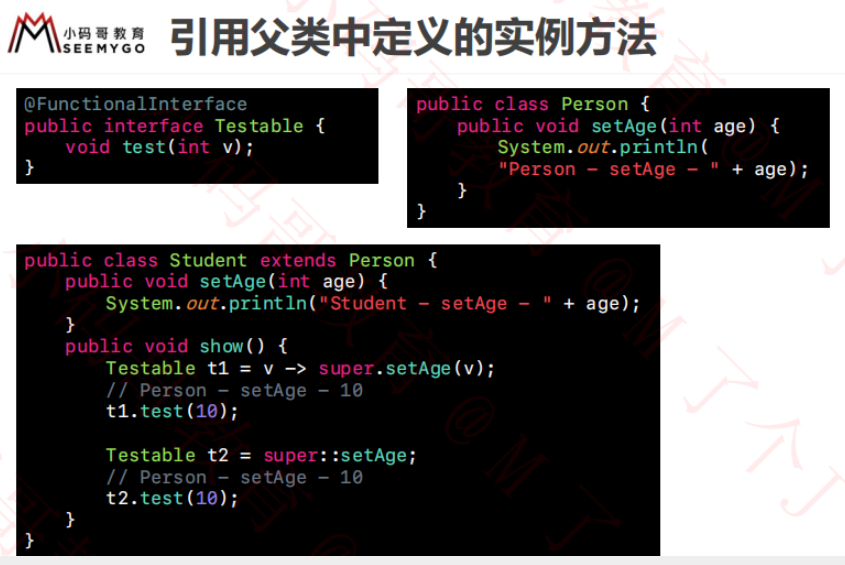 小码哥教育
SEEMYGO
引用父类中定义的实例方法
@FunctionalInterface
public interface Testable {
    void test(int v);
}
public class Person {
    public void setAge(int age) {
        System.out.println(
        "Person – setAge – " + age);
    }
}
public class Student extends Person {
    public void setAge(int age) {
        System.out.println("Student – setAge – " + age);
    }
    public void show() {
        Testable t1 = v –> super.setAge(v);
        // Person – setAge – 10
        t1.test(10);

        Testable t2 = super::setAge;
        // Person – setAge – 10
        t2.test(10);
    }
}